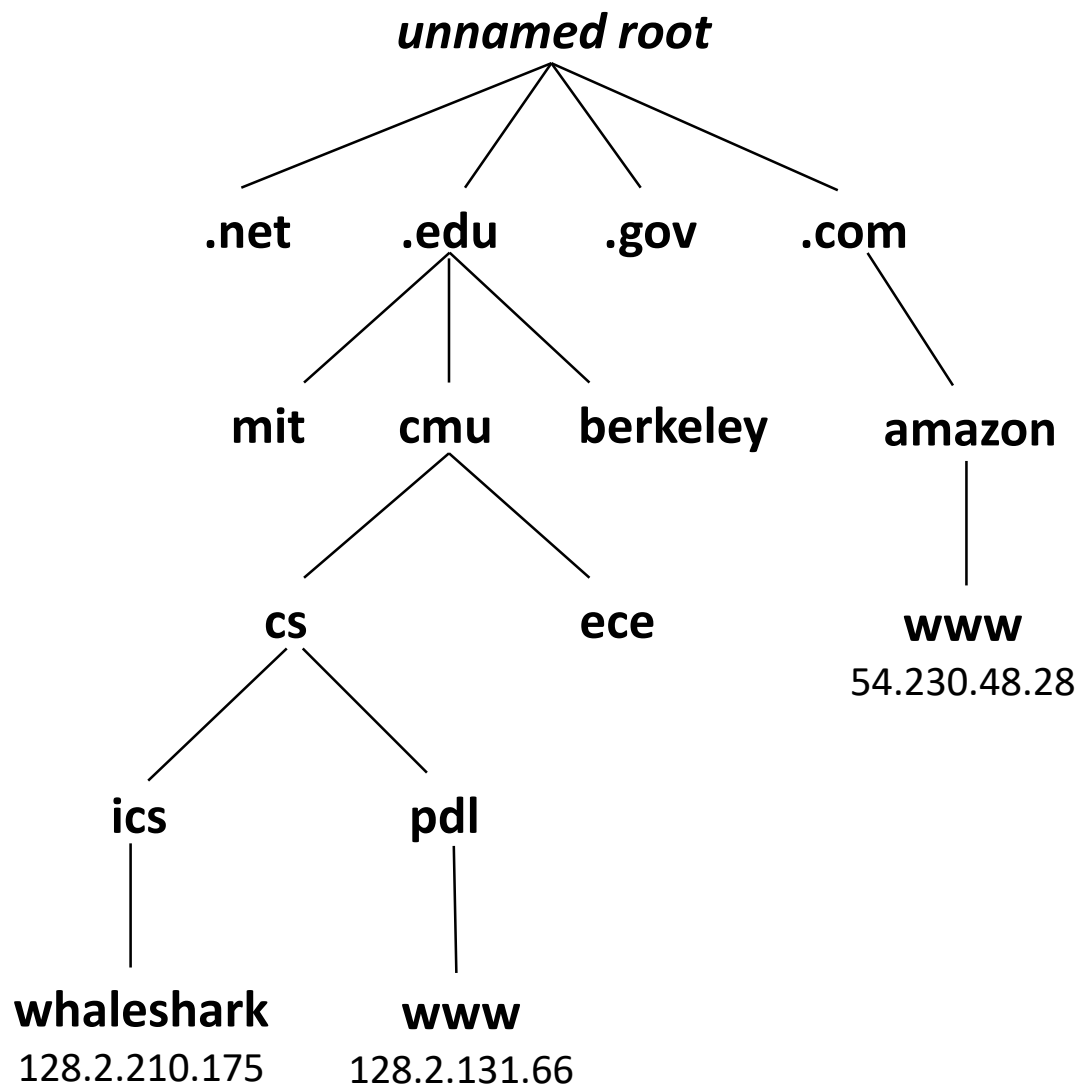 unnamed root
.net .edu .gov .com
mit cmu berkeley amazon
cs ece www
54.230.48.28
ics pdl
whaleshark www
128.2.210.175 128.2.131.66